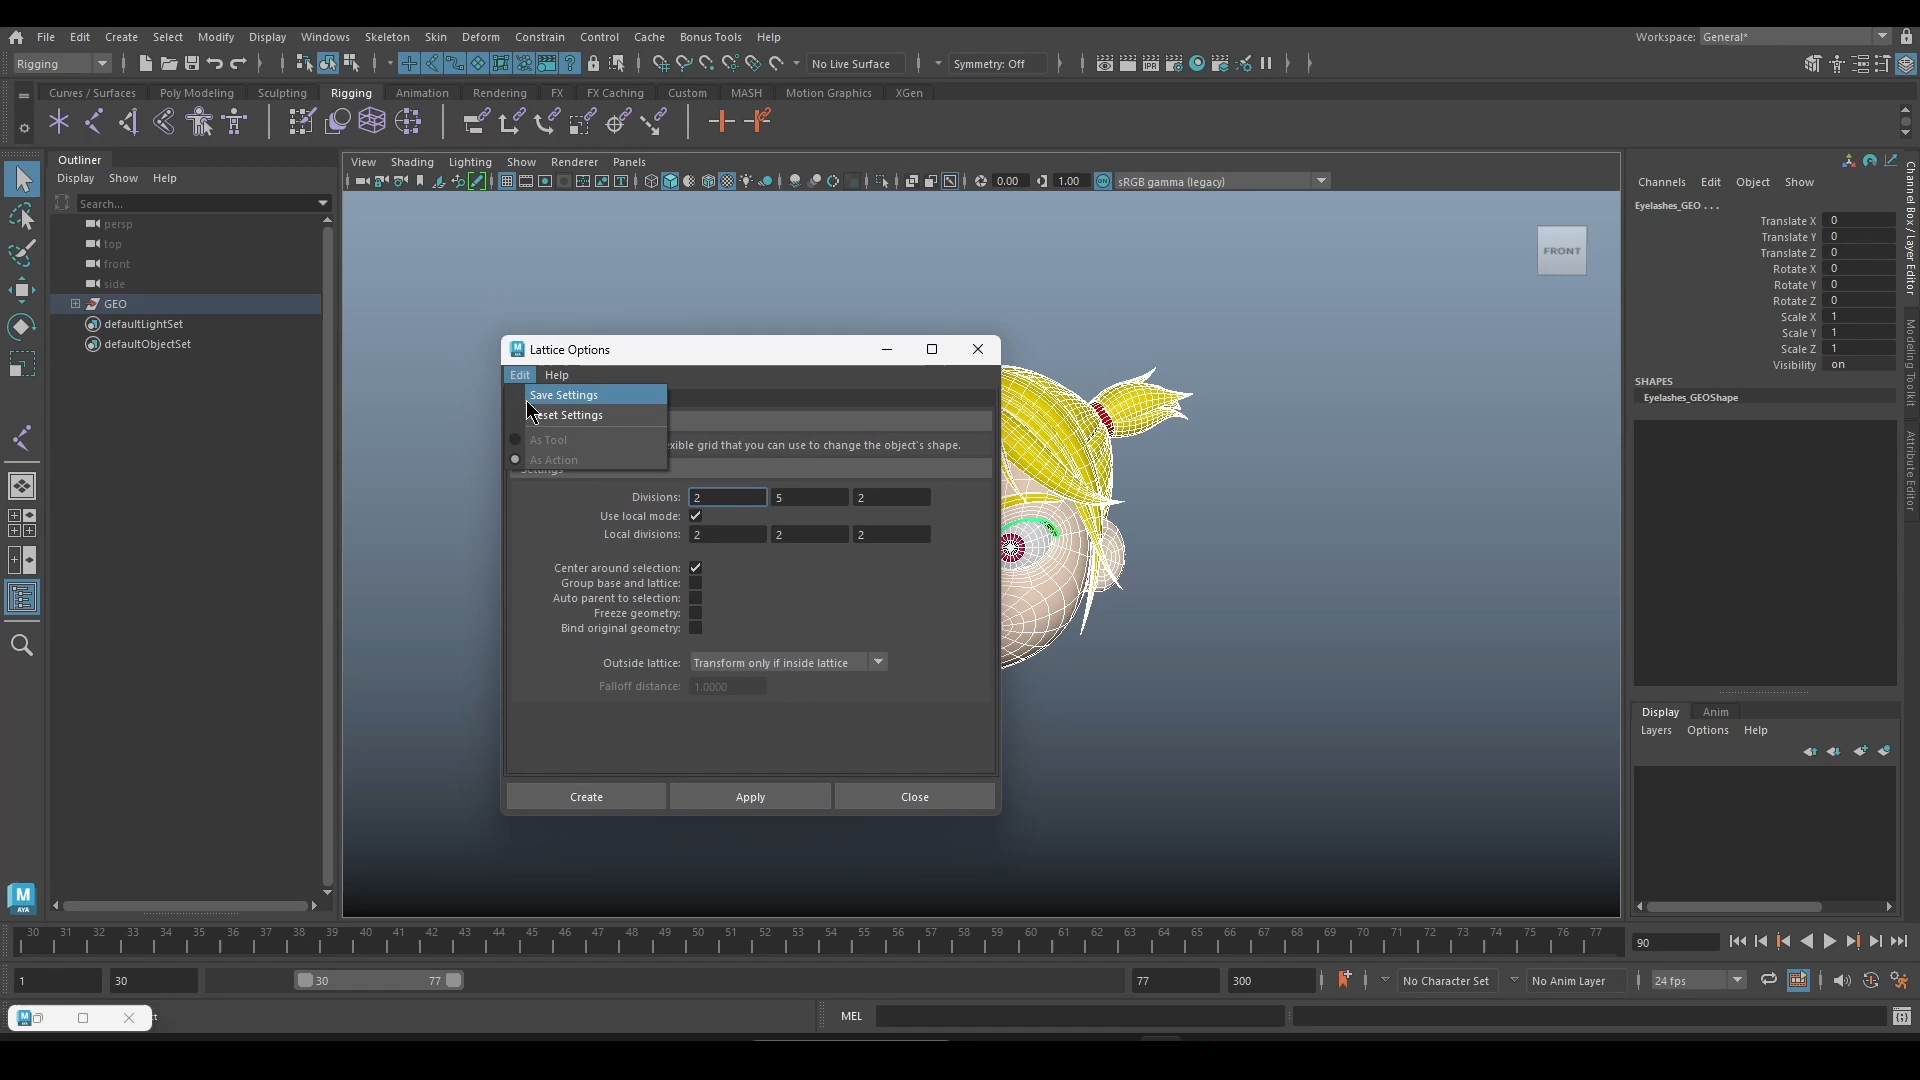 File Edit Create Select Modify Display Windows Skeleton Skin Deform Constrain Control Cache Bonus Tools Help
Workspace: General*
Rigging
No Live Surface
Symmetry: Off
Curves / Surfaces Poly Modeling Sculpting Rigging Animation Rendering FX FX Caching Custom MASH Motion Graphics XGen
Outliner
Display Show Help
Search...
persp
top
front
side
GEO
defaultLightSet
defaultObjectSet
View Shading Lighting Show Renderer Panels
0.00 1.00 ON sRGB gamma (legacy)
FRONT
Lattice Options
Edit Help
Save Settings
eset Settings
As Tool
As Action
exible grid that you can use to change the object's shape.
Divisions: 2 5 2
Use local mode:
Local divisions: 2 2 2
Center around selection:
Group base and lattice:
Auto parent to selection:
Freeze geometry:
Bind original geometry:
Outside lattice: Transform only if inside lattice
Falloff distance: 1.0000
Create Apply Close
Channels Edit Object Show
Eyelashes_GEO . . .
Translate X 0
Translate Y 0
Translate Z 0
Rotate X 0
Rotate Y 0
Rotate Z 0
Scale X 1
Scale Y 1
Scale Z 1
Visibility on
SHAPES
Eyelashes_GEOShape
Display Anim
Layers Options Help
Channel Box / Layer Editor
Modeling Toolkit
Attribute Editor
M
AYA
30 31 32 33 34 35 36 37 38 39 40 41 42 43 44 45 46 47 48 49 50 51 52 53 54 55 56 57 58 59 60 61 62 63 64 65 66 67 68 69 70 71 72 73 74 75 76 77
90
1 30 30 77 77 300
No Character Set
No Anim Layer
24 fps
MEL